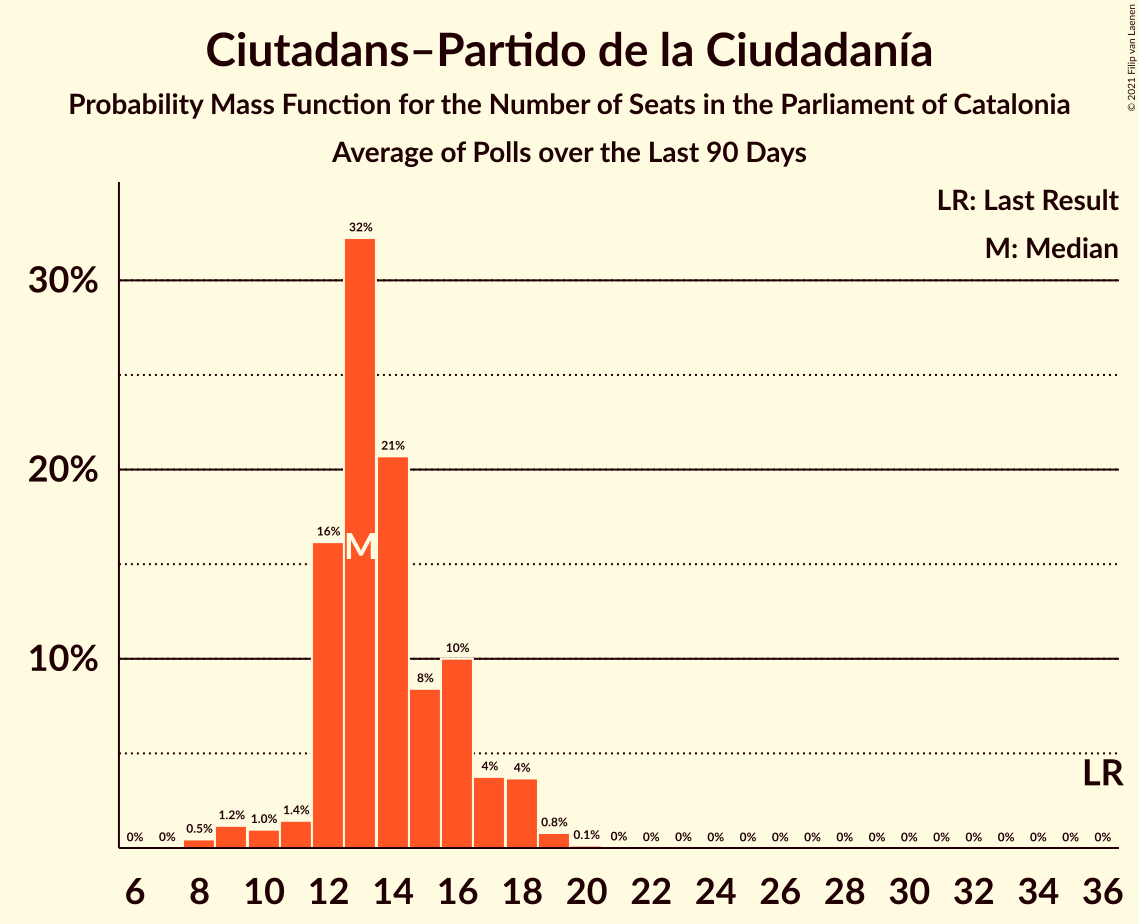 Ciutadans–Partido de la Ciudadanía
Probability Mass Function for the Number of Seats in the Parliament of Catalonia
Average of Polls over the Last 90 Days
© 2021 Filip van Laenen
LR: Last Result
M: Median
30%
20%
10%
0% 0% 0.5% 1.2% 1.0% 1.4% 16% 32% 21% 8% 10% 4% 4% 0.8% 0.1% 0% 0% 0% 0% 0% 0% 0% 0% 0% 0% 0% 0% 0% 0% 0% 0%
M
LR
6 8 10 12 14 16 18 20 22 24 26 28 30 32 34 36